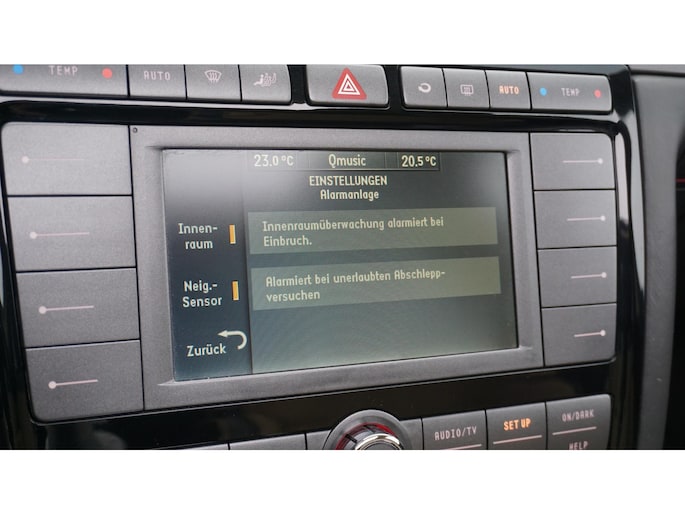 TEMP AUTO AUTO TEMP
23.0 °C Qmusic 20.5 °C
EINSTELLUNGEN
Alarmanlage
Innen-
raum
Innenraumüberwachung alarmiert bei
Einbruch.
Neig.-
Sensor
Alarmiert bei unerlaubten Abschlepp-
versuchen
Zurück
AUDIO/TV SET UP ON/DARK
HELP